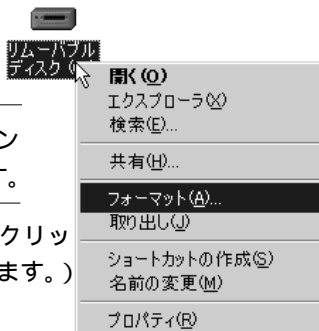 リムーバブル
ディスク (
開く(O)
エクスプローラ(X)
検索(E)...
共有(H)...
フォーマット(A)...
取り出し(J)
ショートカットの作成(S)
名前の変更(M)
プロパティ(R)
ン
す。
クリッ
ます。)